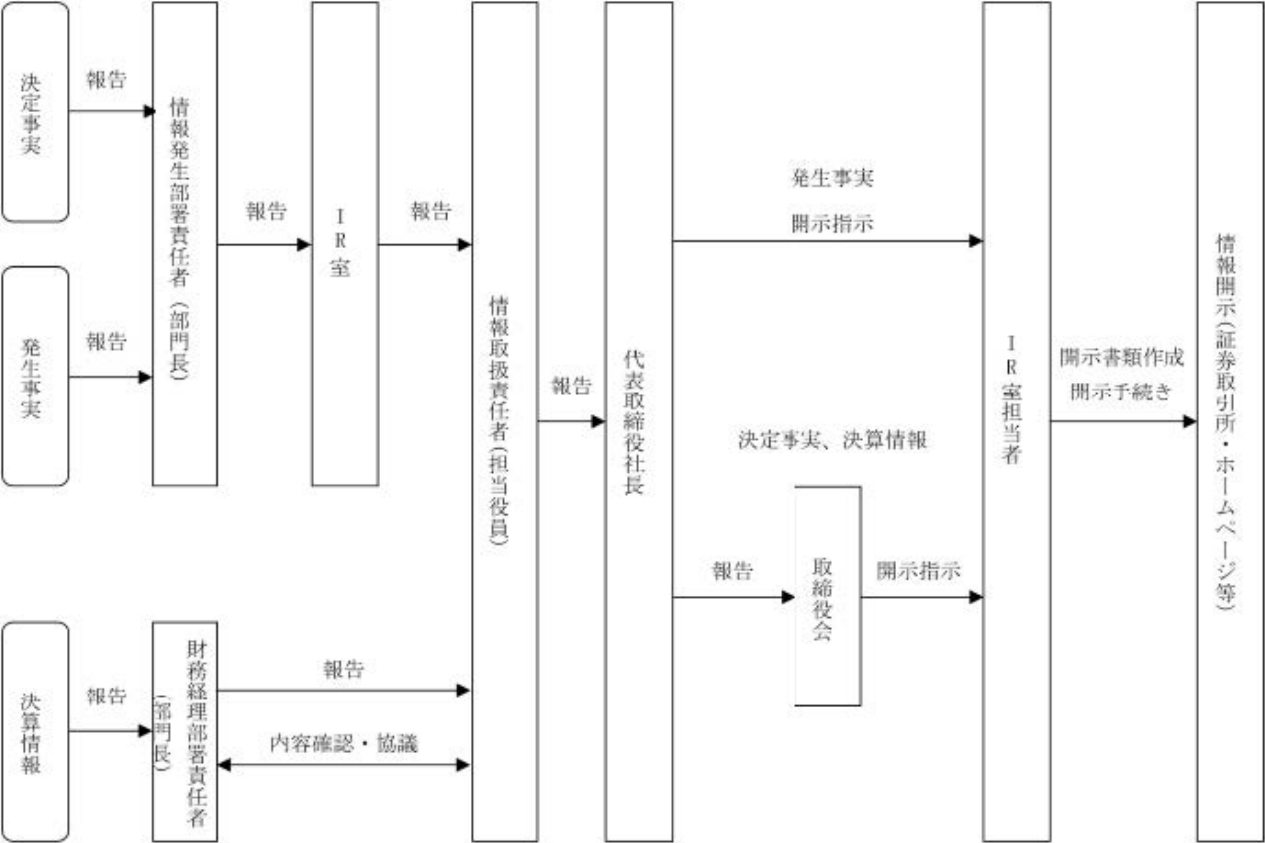 決定事実
報告
情報発生部署責任者（部門長）
発生事実
報告
報告
ＩＲ室
報告
決算情報
報告
財務経理部署責任者
（部門長）
報告
内容確認・協議
情報取扱責任者（担当役員）
報告
代表取締役社長
発生事実
開示指示
決定事実、決算情報
報告
取締役会
開示指示
ＩＲ室担当者
開示書類作成
開示手続き
情報開示（証券取引所・ホームページ等）